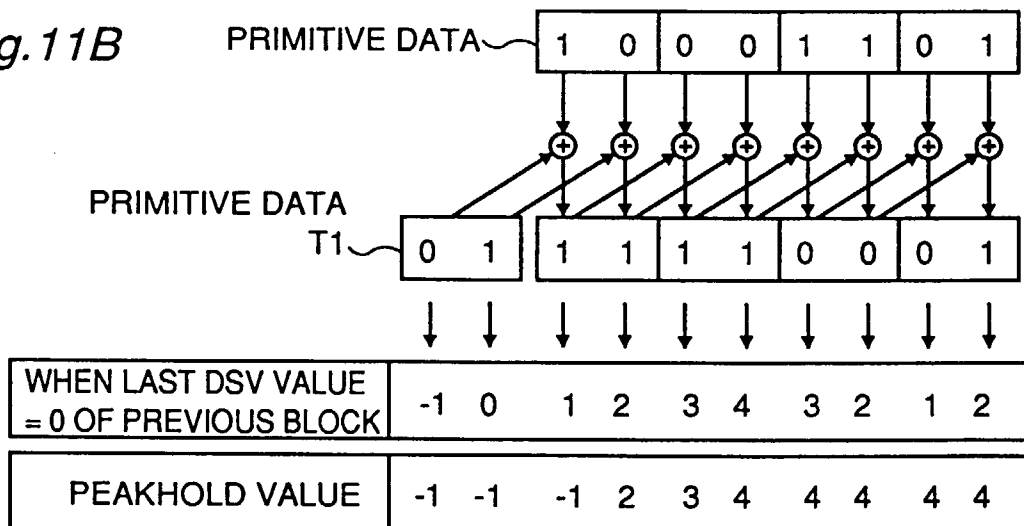 g.11B
PRIMITIVE DATA 1 0 0 0 1 1 0 1
+ + + + + + + +
PRIMITIVE DATA
T1 0 1 1 1 1 1 0 0 0 1
WHEN LAST DSV VALUE
= 0 OF PREVIOUS BLOCK
-1 0 1 2 3 4 3 2 1 2
PEAKHOLD VALUE -1 -1 -1 2 3 4 4 4 4 4